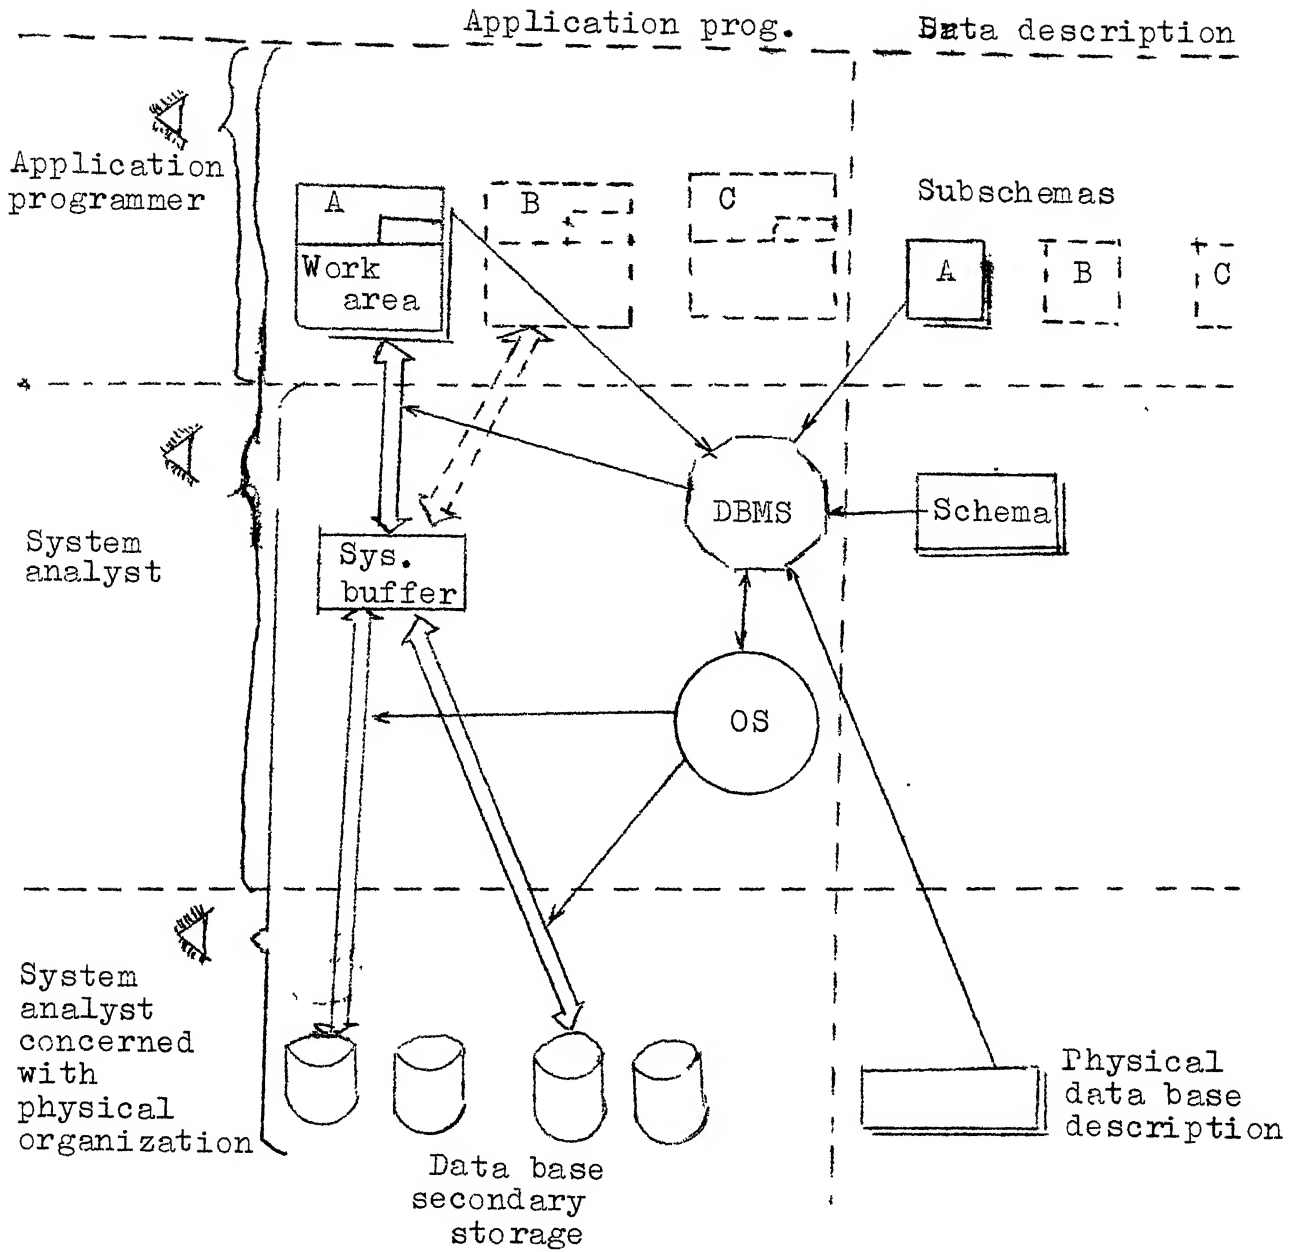 Application prog.
Data description
Application
programmer
A
B
C
Work
area
Subschemas
A
B
C
System
analyst
DBMS
Schema
Sys.
buffer
OS
System
analyst
concerned
with
physical
organization
Physical
data base
description
Data base
secondary
storage